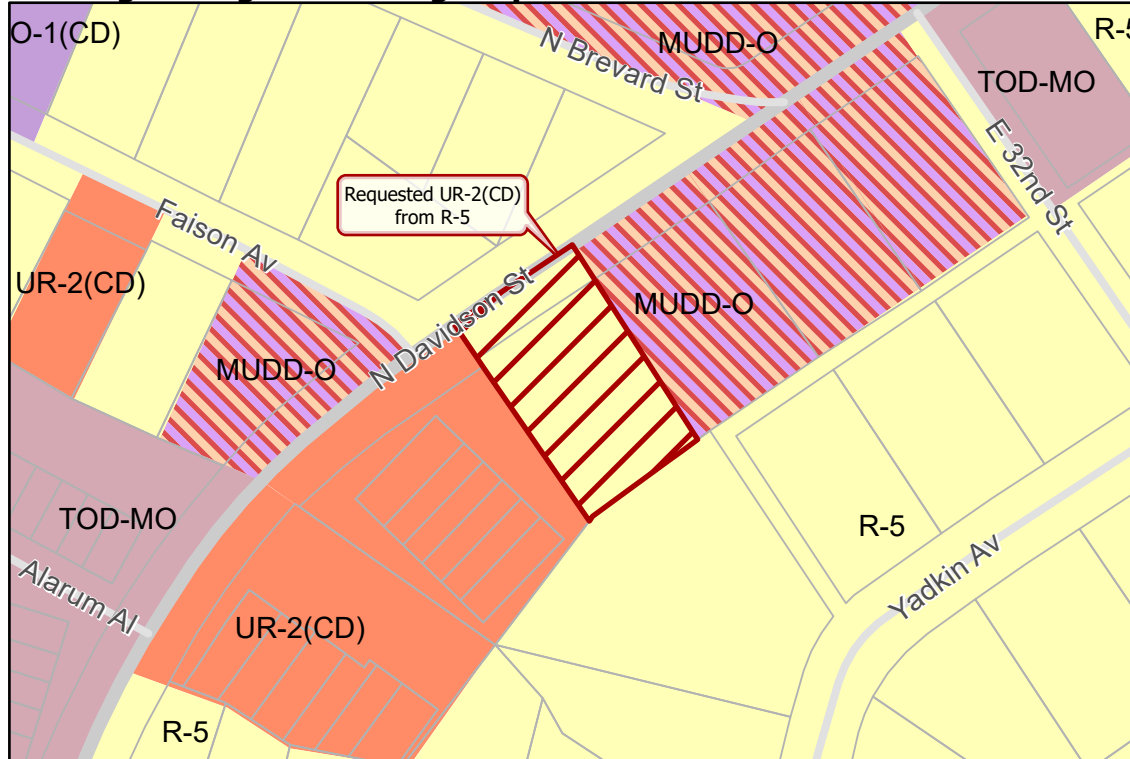 O-1(CD)
N Brevard St
MUDD-O
R-5
TOD-MO
E 32nd St
Requested UR-2(CD)
from R-5
Faison Av
UR-2(CD)
N Davidson St
MUDD-O
MUDD-O
TOD-MO
R-5
Alarum Al
Yadkin Av
UR-2(CD)
R-5